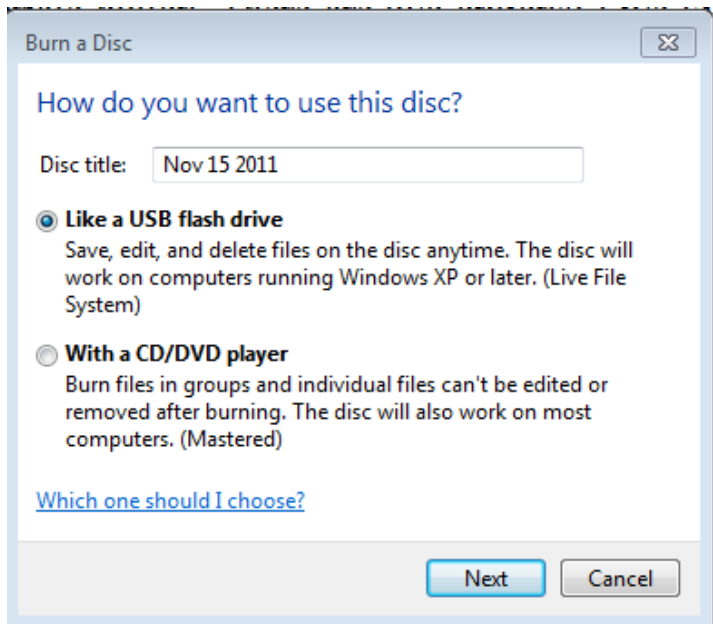 Burn a Disc
How do you want to use this disc?
Disc title: Nov 15 2011
Like a USB flash drive
Save, edit, and delete files on the disc anytime. The disc will
work on computers running Windows XP or later. (Live File
System)
With a CD/DVD player
Burn files in groups and individual files can't be edited or
removed after burning. The disc will also work on most
computers. (Mastered)
Which one should I choose?
Next Cancel